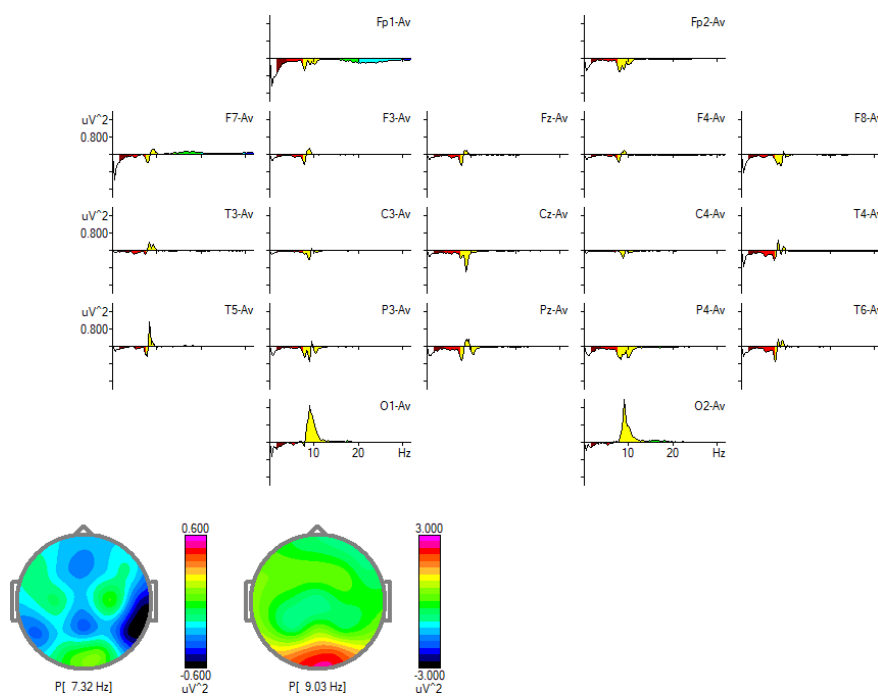 Fp1-Av Fp2-Av
uV^2 F7-Av F3-Av Fz-Av F4-Av F8-Av
0.800
uV^2 T3-Av C3-Av Cz-Av C4-Av T4-Av
0.800
uV^2 T5-Av P3-Av Pz-Av P4-Av T6-Av
0.800
O1-Av O2-Av
10 20 Hz 10 20 Hz
0.600 3.000
-0.600 -3.000
P[ 7.32 Hz] uV^2 P[ 9.03 Hz] uV^2